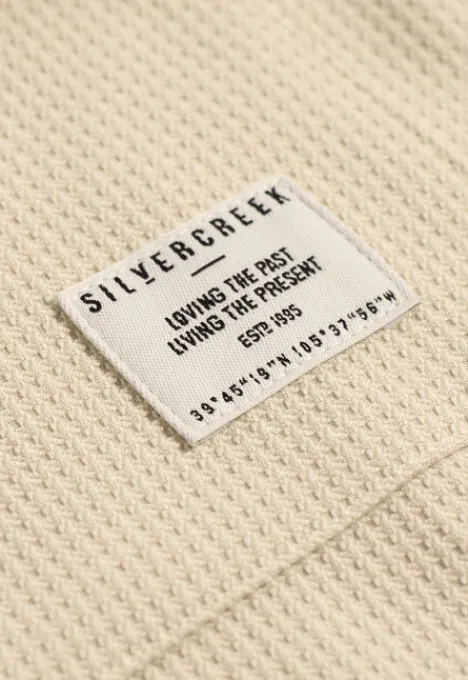 SILVERCREEK
LOVING THE PAST
LIVING THE PRESENT
ESTD 1995
39°45"19"N 105°37"56"W